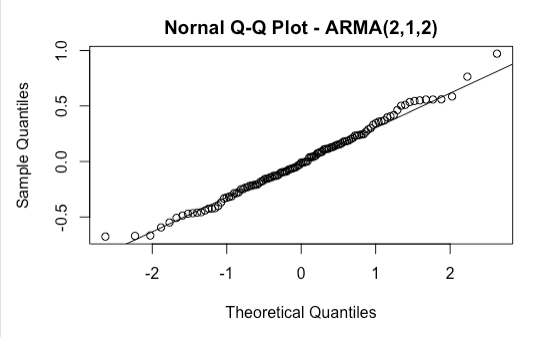 Nornal Q-Q Plot - ARMA(2,1,2)
Sample Quantiles
1.0
0.5
0.0
-0.5
-2 -1 0 1 2
Theoretical Quantiles